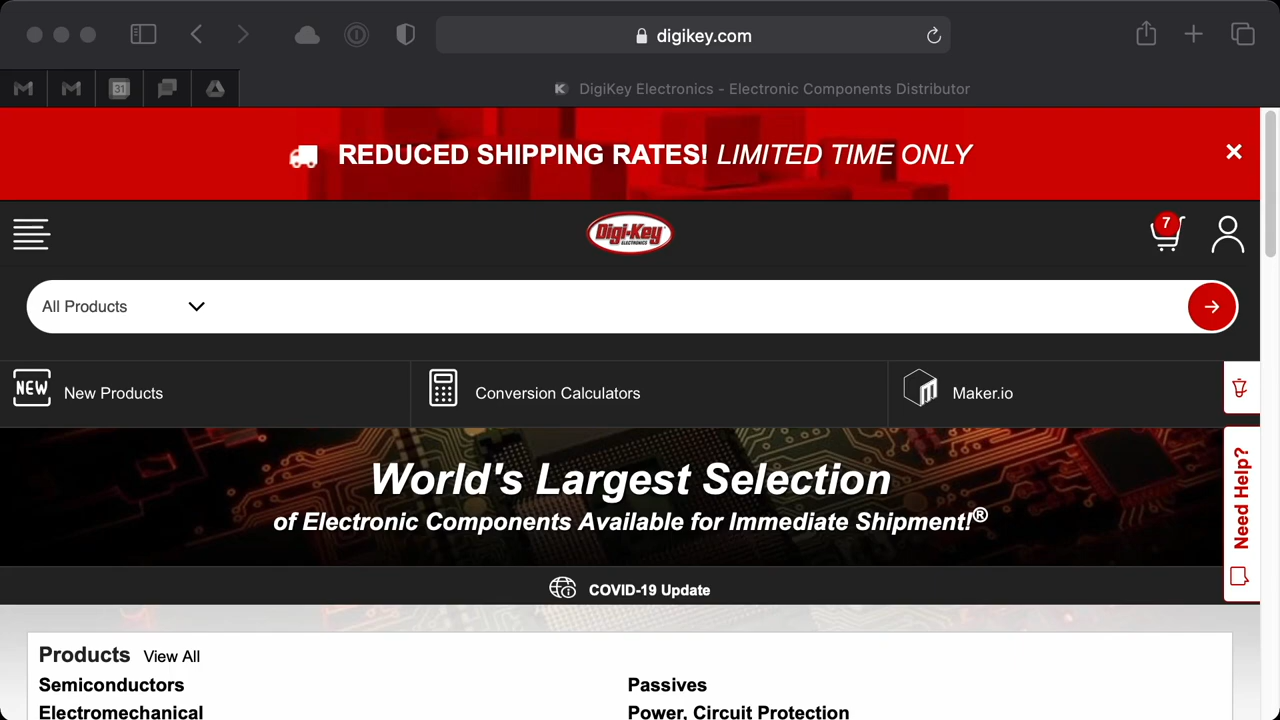 digikey.com
31
DigiKey Electronics - Electronic Components Distributor
REDUCED SHIPPING RATES! LIMITED TIME ONLY
Digi-Key
ELECTRONICS
7
All Products
NEW New Products
Conversion Calculators
Maker.io
Need Help?
World's Largest Selection
of Electronic Components Available for Immediate Shipment!®
COVID-19 Update
Products View All
Semiconductors
Passives
Electromechanical
Power, Circuit Protection